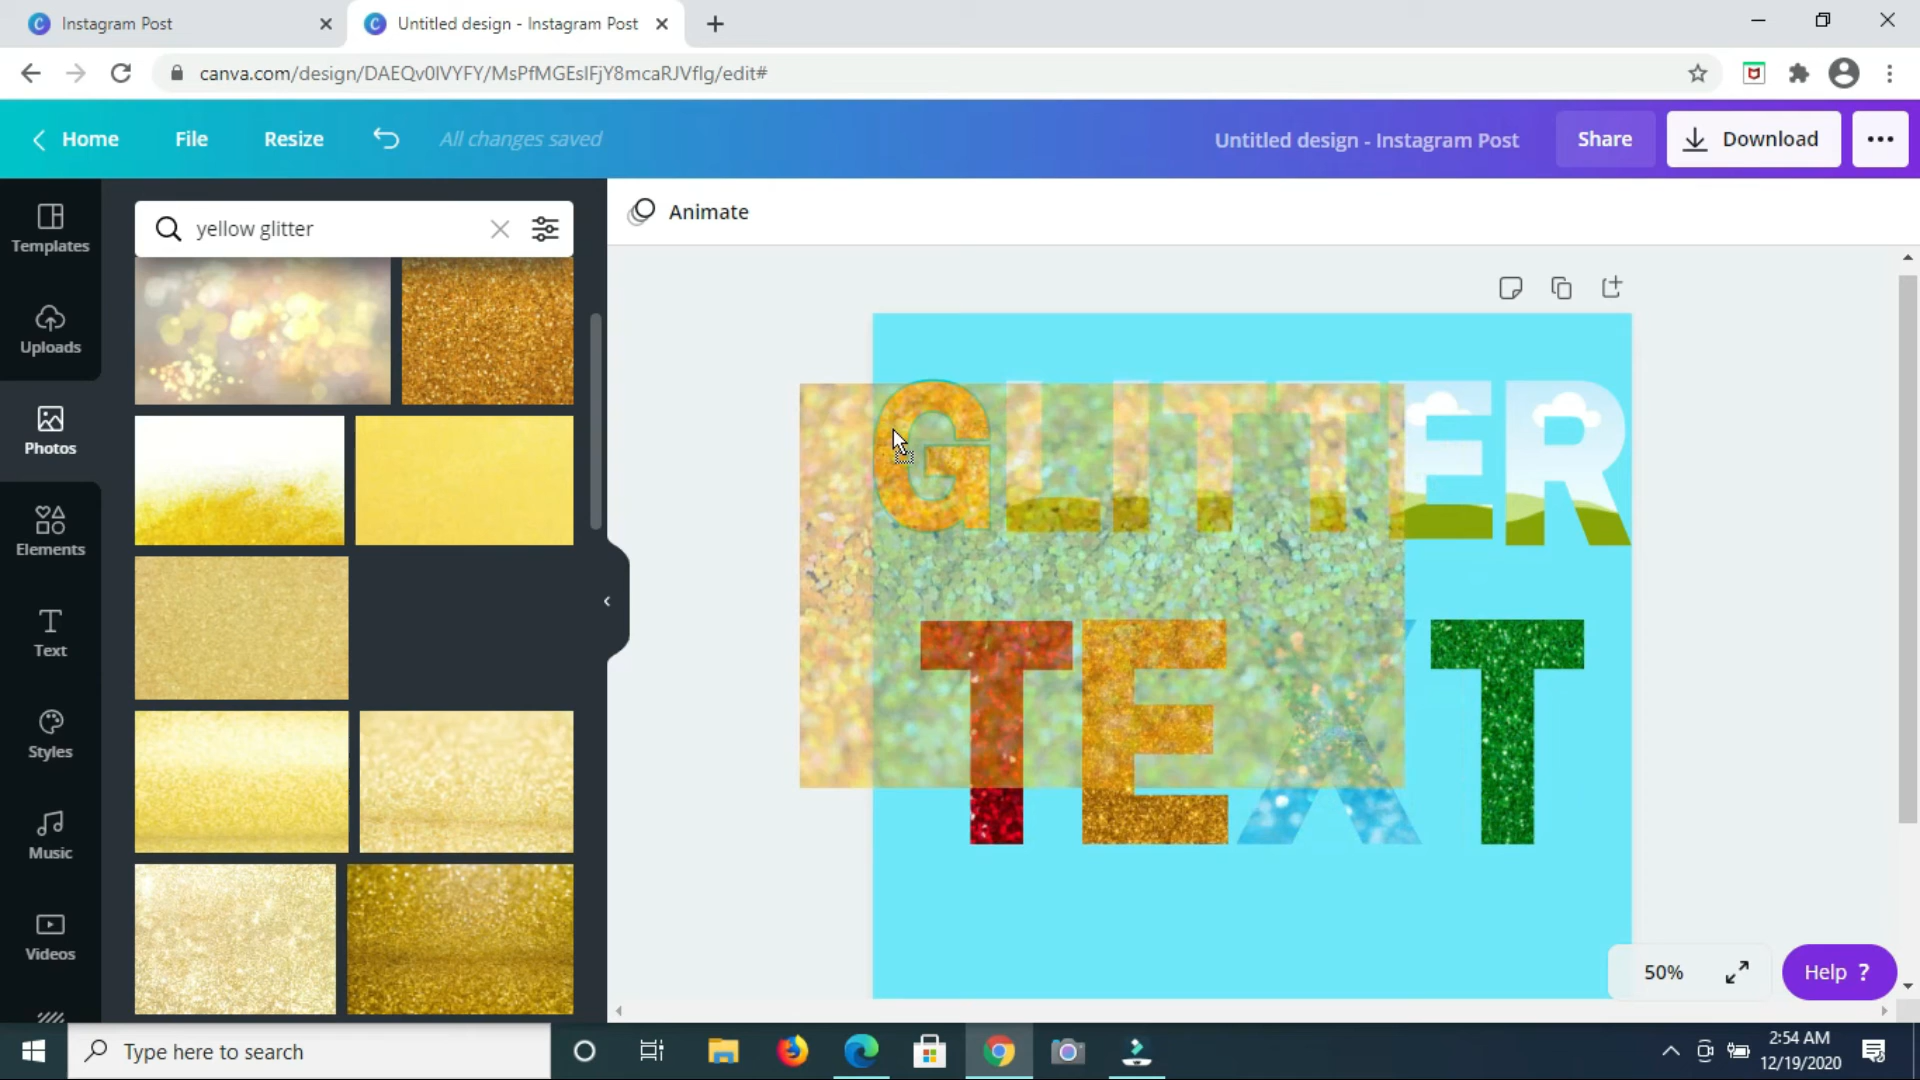 Instagram Post
Untitled design - Instagram Post
canva.com/design/DAEQv0lVYFY/MsPfMGEsIFjY8mcaRJVfIg/edit#
Home
File
Resize
All changes saved
Untitled design - Instagram Post
Share
Download
Templates
Uploads
Photos
Elements
Text
Styles
Music
Videos
yellow glitter
Animate
GLITTER
TEXT
50%
Help ?
Type here to search
2:54 AM
12/19/2020